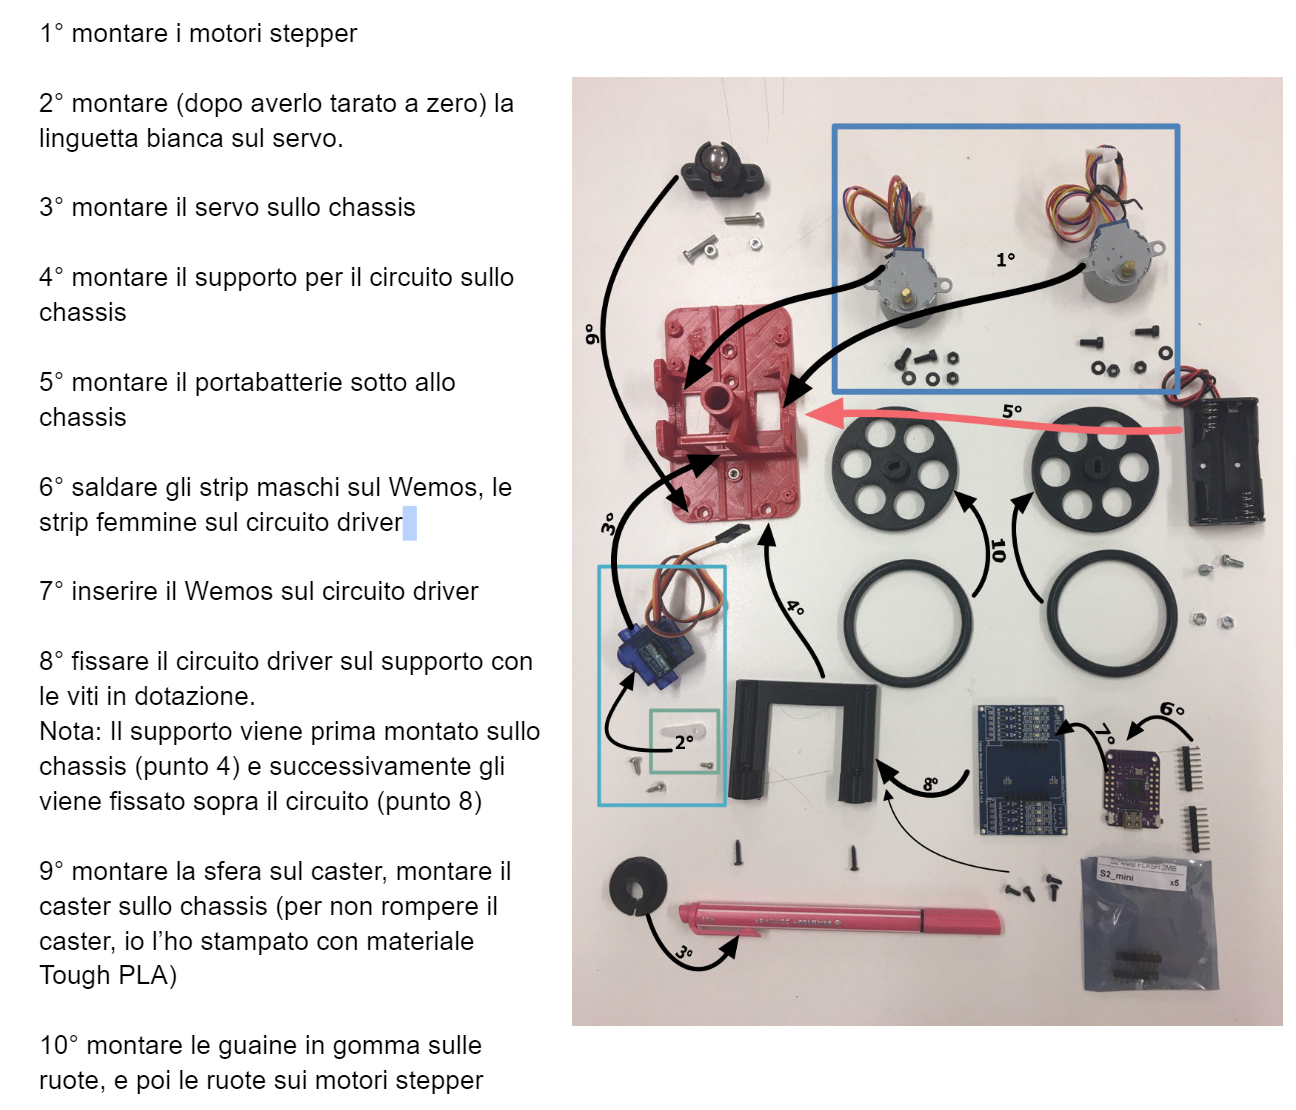 1° montare i motori stepper
2° montare (dopo averlo tarato a zero) la
linguetta bianca sul servo.
3° montare il servo sullo chassis
4° montare il supporto per il circuito sullo
chassis
5° montare il portabatterie sotto allo
chassis
6° saldare gli strip maschi sul Wemos, le
strip femmine sul circuito driver
7° inserire il Wemos sul circuito driver
8° fissare il circuito driver sul supporto con
le viti in dotazione.
Nota: Il supporto viene prima montato sullo
chassis (punto 4) e successivamente gli
viene fissato sopra il circuito (punto 8)
9° montare la sfera sul caster, montare il
caster sullo chassis (per non rompere il
caster, io l'ho stampato con materiale
Tough PLA)
10° montare le guaine in gomma sulle
ruote, e poi le ruote sui motori stepper
1°
9°
5°
3°
10
4°
2°
6°
7°
8°
S2_mini
x5
3°